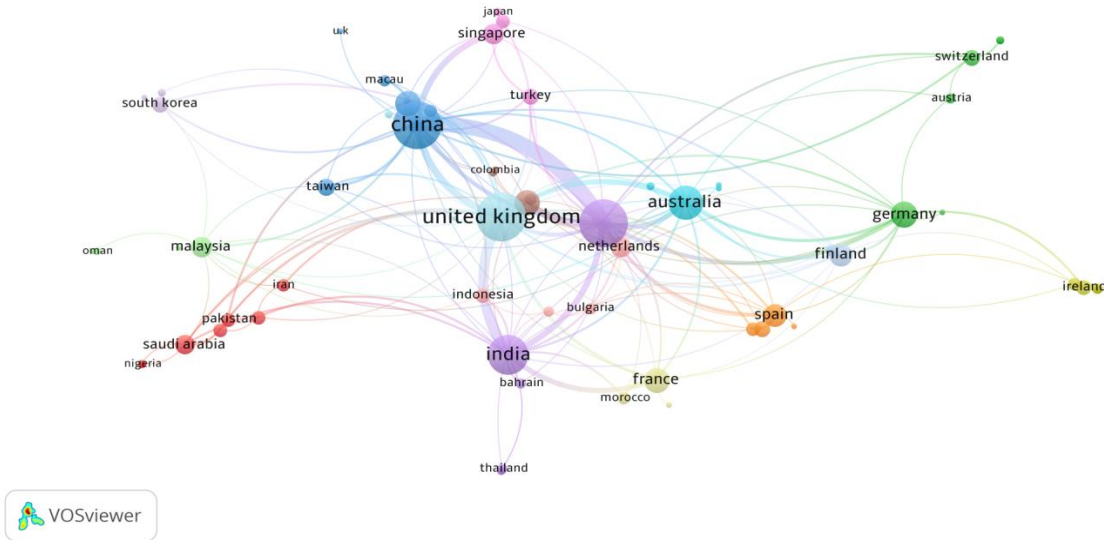 japan
u.k
singapore
switzerland
macau
turkey
austria
south korea
china
colombia
taiwan
united kingdom
australia
germany
malaysia
netherlands
oman
finland
iran
indonesia
bulgaria
ireland
pakistan
spain
saudi arabia
india
nigeria
bahrain
france
morocco
thailand
VOSviewer